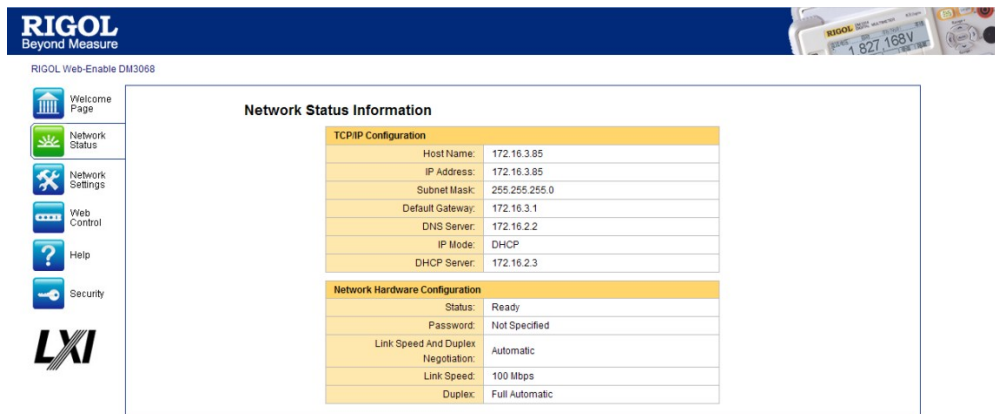 RIGOL
Beyond Measure
RIGOL
1.827 168V
RIGOL Web-Enable DM3068
Welcome
Page
Network
Status
Network
Settings
Web
Control
Help
Security
LXI
Network Status Information
TCP/IP Configuration
Host Name: 172.16.3.85
IP Address: 172.16.3.85
Subnet Mask: 255.255.255.0
Default Gateway: 172.16.3.1
DNS Server: 172.16.2.2
IP Mode: DHCP
DHCP Server: 172.16.2.3
Network Hardware Configuration
Status: Ready
Password: Not Specified
Link Speed And Duplex
Negotiation: Automatic
Link Speed: 100 Mbps
Duplex: Full Automatic